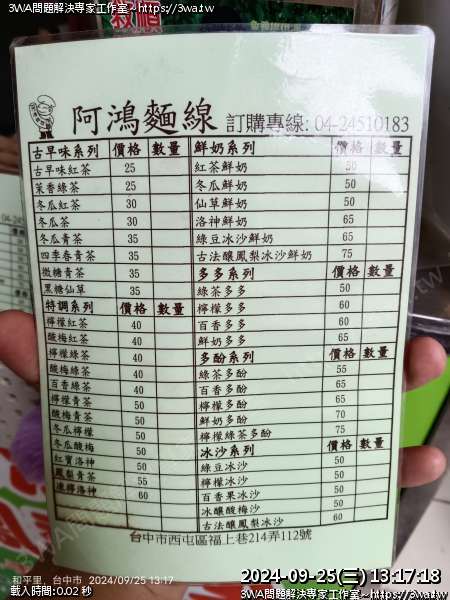 3WA問題解決專家工作室~https://3wa.tw
阿鴻麵線 訂購專線: 04-24510183
古早味系列 價格 數量 鮮奶系列 價格 數量
古早味紅茶 25 紅茶鮮奶 50
茉香綠茶 25 冬瓜鮮奶 50
冬瓜紅茶 30 仙草鮮奶 50
冬瓜茶 30 洛神鮮奶 65
冬瓜青茶 35 綠豆冰沙鮮奶 65
四季春青茶 35 古法釀鳳梨冰沙鮮奶 75
微糖青茶 35 多多系列 價格 數量
黑糖仙草 35 綠茶多多 50
特調系列 價格 數量 檸檬多多 60
檸檬紅茶 40 百香多多 60
酸梅紅茶 40 鮮奶多多 65
檸檬綠茶 40 多酚系列 價格 數量
酸梅綠茶 40 綠茶多酚 55
百香綠茶 40 百香多酚 65
檸檬青茶 50 檸檬多酚 65
酸梅青茶 50 鮮奶多酚 70
冬瓜檸檬 50 檸檬綠茶多酚 75
冬瓜酸梅 50 冰沙系列 價格 數量
紅寶洛神 50 綠豆冰沙 50
鳳梨青茶 55 檸檬冰沙 50
凍檸洛神 60 百香果冰沙 50
冰釀酸梅沙 50
古法釀鳳梨冰沙 60
台中市西屯區福上巷214弄112號
和平里, 台中市 2024/09/25 13:17
2024-09-25(三) 13:17:18
載入時間:0.02 秒
3WA問題解決專家工作室~https://3wa.tw